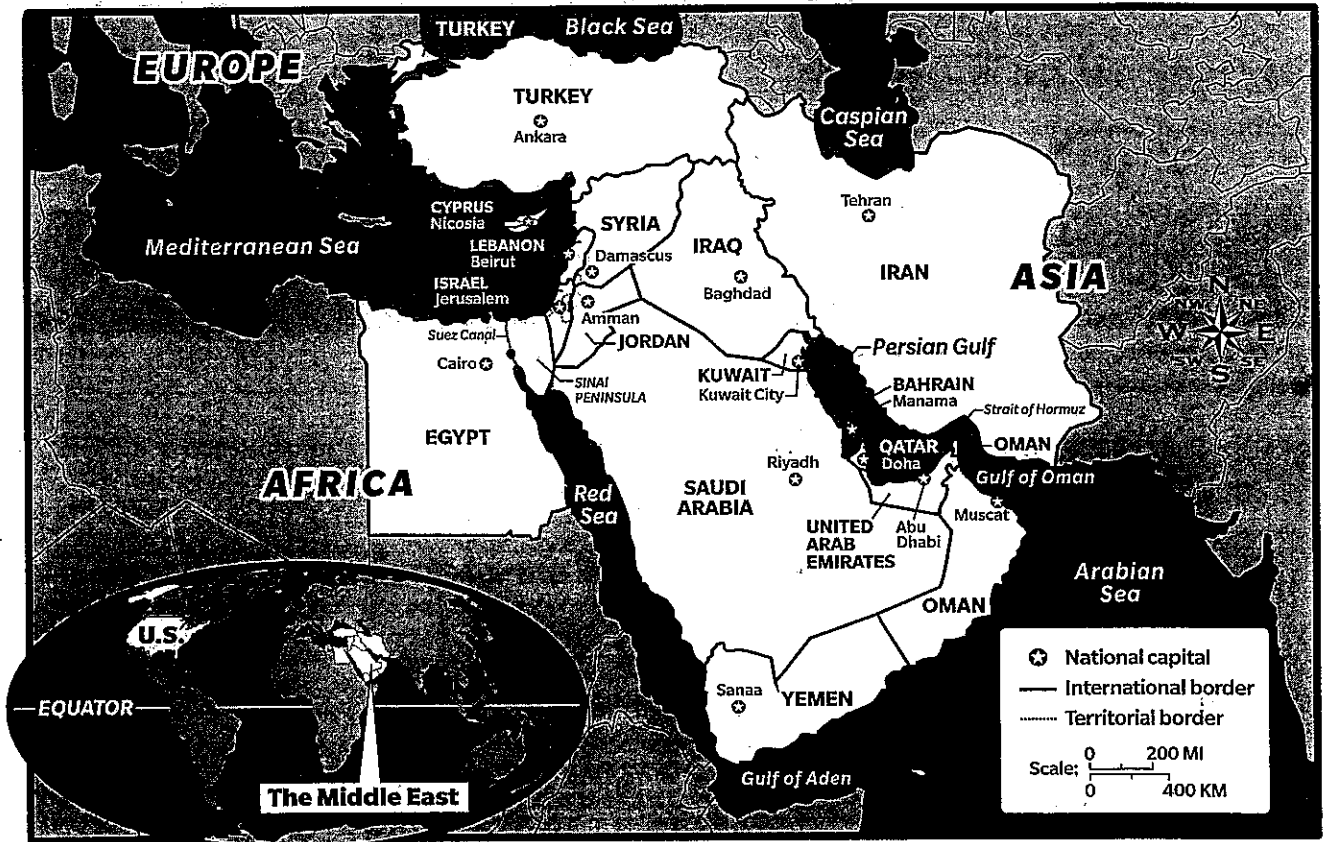 TURKEY
Black Sea
EUROPE
TURKEY
Ankara
Caspian
Sea
Tehran
CYPRUS
Nicosia
SYRIA
Mediterranean Sea
LEBANON
Beirut
Damascus
IRAQ
IRAN
ASIA
ISRAEL
Jerusalem
Baghdad
Amman
N
NW
NE
W
E
SW
SE
S
Suez Canal
JORDAN
Cairo
Persian Gulf
SINAI
PENINSULA
KUWAIT
Kuwait City
BAHRAIN
Manama
Strait of Hormuz
EGYPT
OMAN
QATAR
Doha
Riyadh
Gulf of Oman
AFRICA
SAUDI
ARABIA
Red
Sea
Muscat
UNITED
ARAB
EMIRATES
Abu
Dhabi
Arabian
Sea
OMAN
U.S.
Sanaa
YEMEN
EQUATOR
Gulf of Aden
The Middle East
National capital
International border
Territorial border
Scale:
0 200 MI
0 400 KM